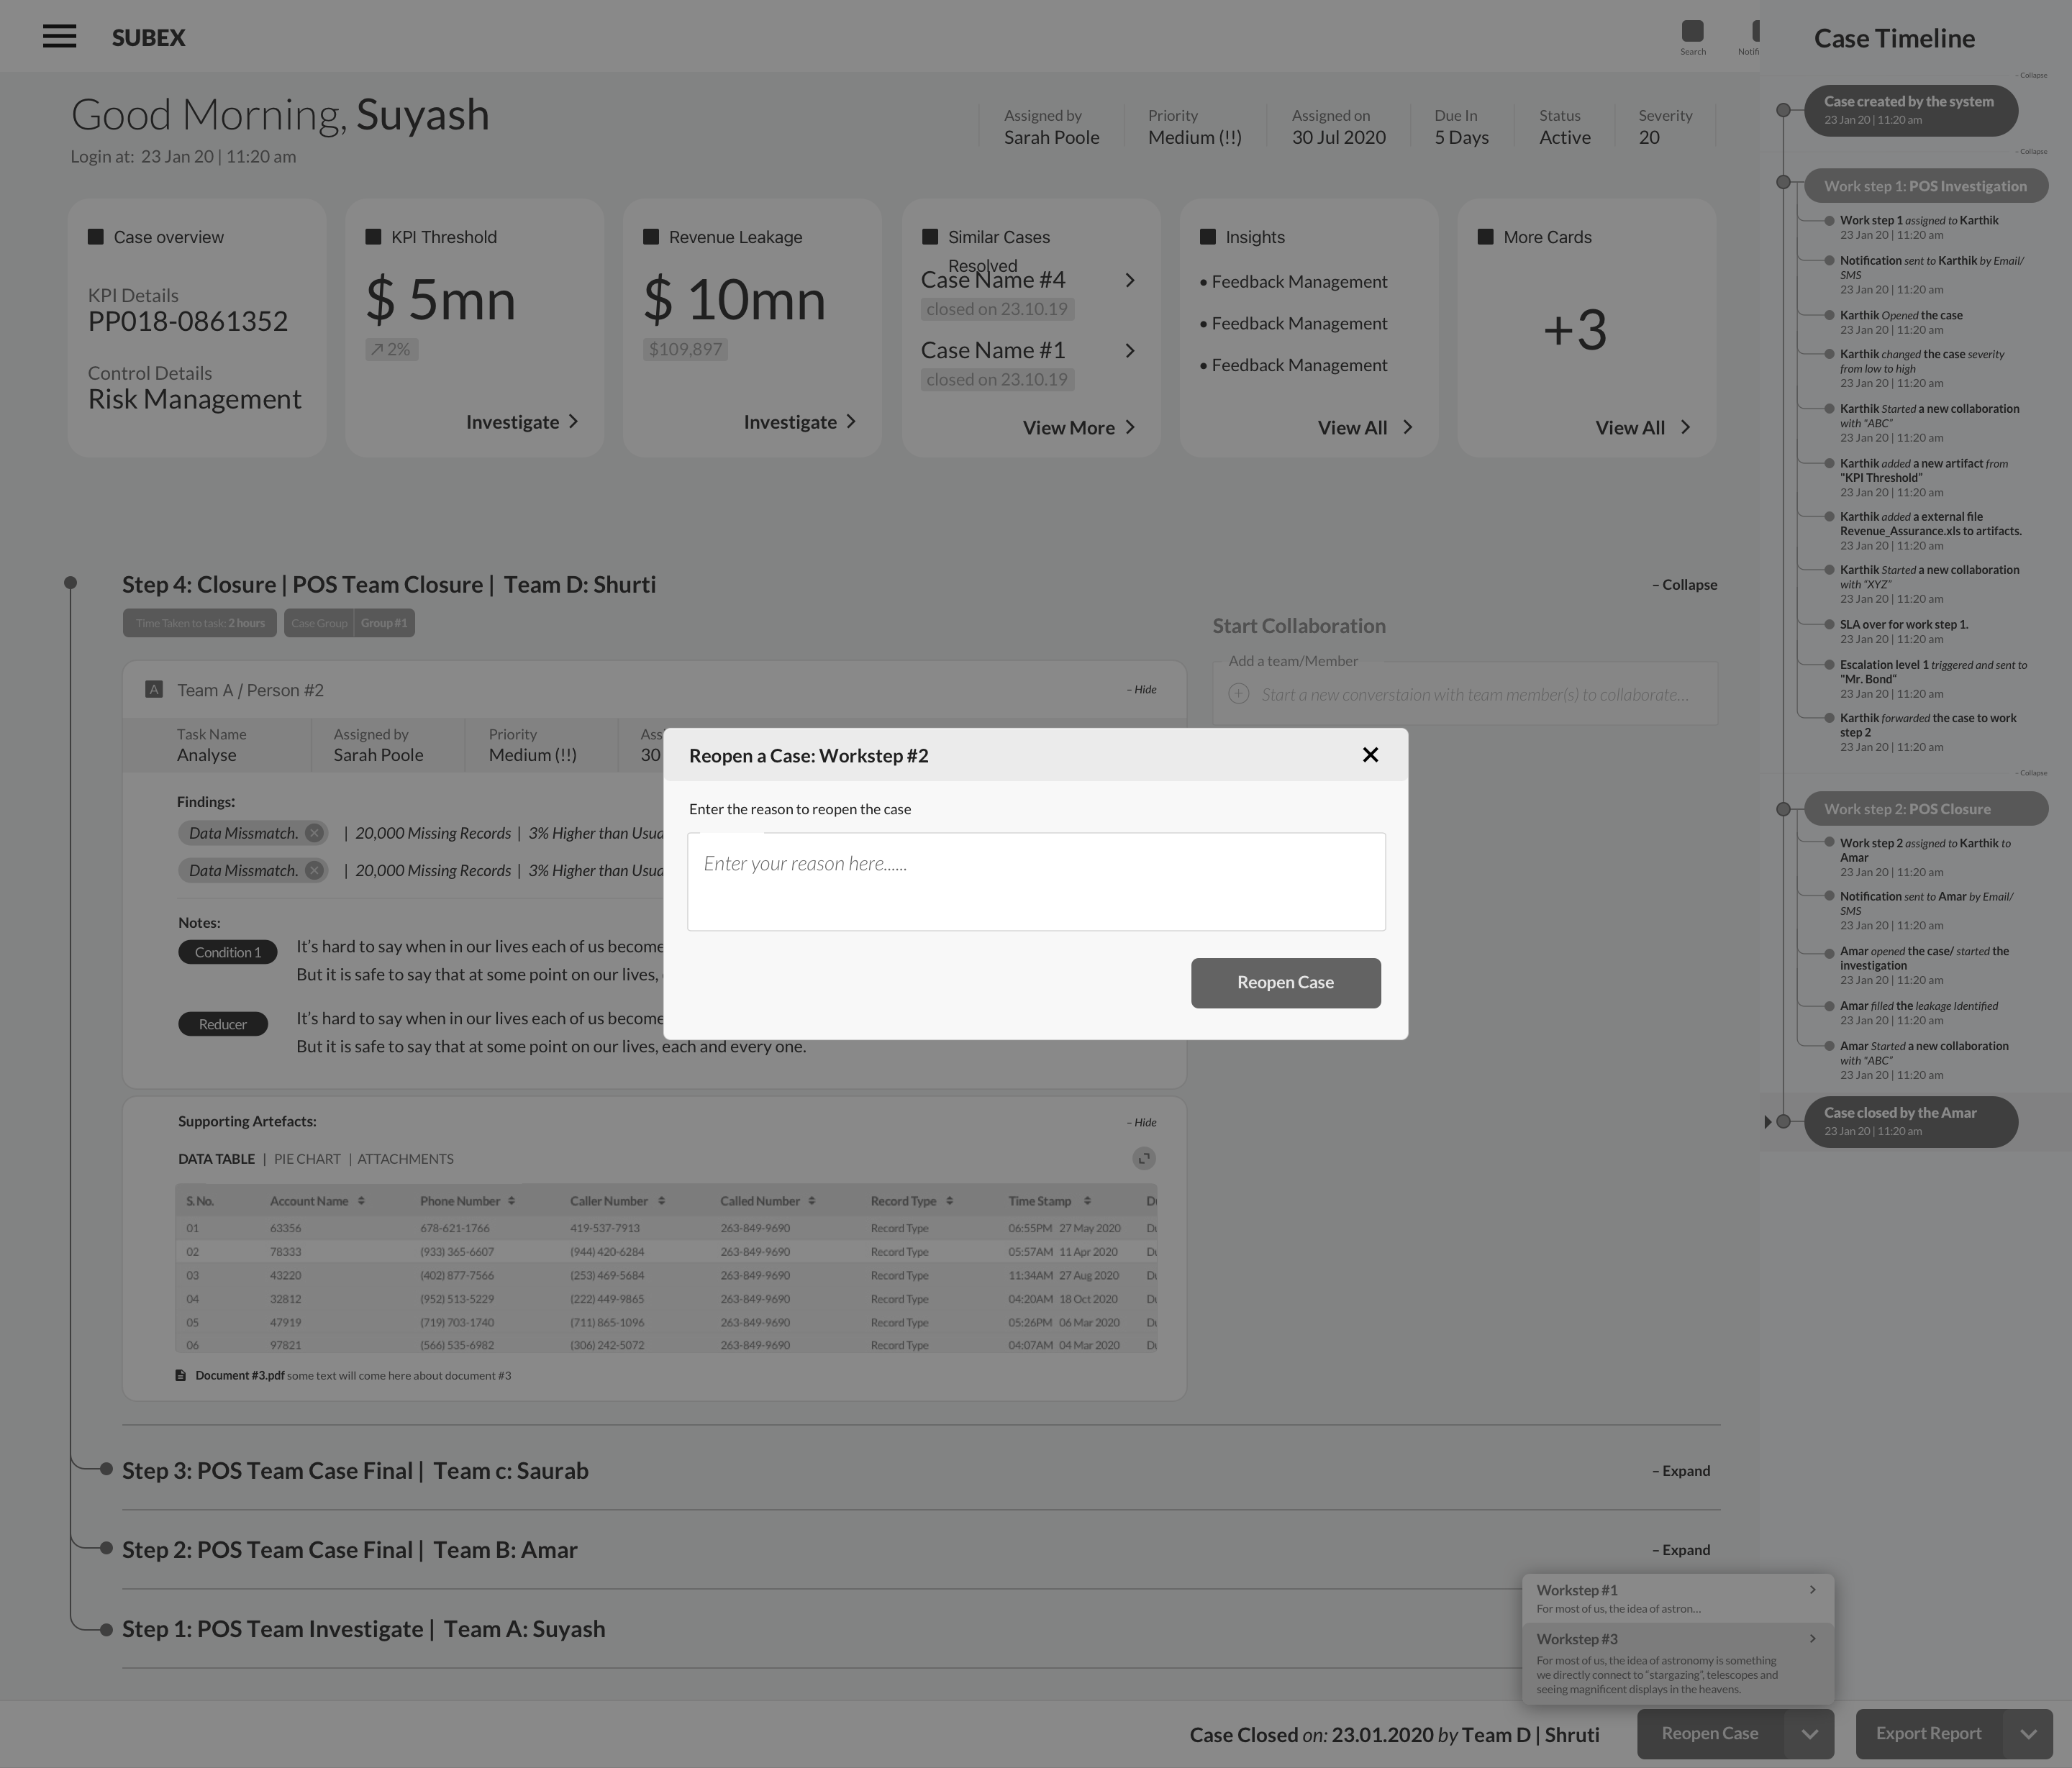 SUBEX
Search
Case Timeline
Good Morning, Suyash
Login at: 23 Jan 20 | 11:20 am
Assigned by
Sarah Poole
Priority
Medium (!!)
Assigned on
30 Jul 2020
Due In
5 Days
Status
Active
Severity
20
Case overview
KPI Details
PP018-0861352
Control Details
Risk Management
KPI Threshold
$ 5mn
2%
Investigate
Revenue Leakage
$ 10mn
$109,897
Investigate
Similar Cases
Resolved
Case Name #4
closed on 23.10.19
Case Name #1
closed on 23.10.19
View More
Insights
• Feedback Management
• Feedback Management
• Feedback Management
View All
More Cards
+3
View All
Step 4: Closure | POS Team Closure | Team D: Shurti
– Collapse
Time Taken to task: 2 hours
Case Group | Group #1
Start Collaboration
Add a team/Member
Start a new converstaion with team member(s) to collaborate...
A Team A / Person #2
– Hide
Task Name
Analyse
Assigned by
Sarah Poole
Priority
Medium (!!)
Ass
30
Findings:
Data Missmatch. | 20,000 Missing Records | 3% Higher than Usua
Data Missmatch. | 20,000 Missing Records | 3% Higher than Usua
Notes:
Condition 1
It's hard to say when in our lives each of us become
But it is safe to say that at some point on our lives,
Reducer
It's hard to say when in our lives each of us become
But it is safe to say that at some point on our lives, each and every one.
Reopen a Case: Workstep #2
Enter the reason to reopen the case
Enter your reason here......
Reopen Case
Supporting Artefacts:
– Hide
DATA TABLE | PIE CHART | ATTACHMENTS
S. No. Account Name Phone Number Caller Number Called Number Record Type Time Stamp D
01 63356 678-621-1766 419-537-7913 263-849-9690 Record Type 06:55PM 27 May 2020 Du
02 78333 (933) 365-6607 (944) 420-6284 263-849-9690 Record Type 05:57AM 11 Apr 2020 Du
03 43220 (402) 877-7566 (253) 469-5684 263-849-9690 Record Type 11:34AM 27 Aug 2020 Du
04 32812 (952) 513-5229 (222) 449-9865 263-849-9690 Record Type 04:20AM 18 Oct 2020 Du
05 47919 (719) 703-1740 (711) 865-1096 263-849-9690 Record Type 05:26PM 06 Mar 2020 Du
06 97821 (566) 535-6982 (306) 242-5072 263-849-9690 Record Type 04:07AM 04 Mar 2020 Du
Document #3.pdf some text will come here about document #3
Step 3: POS Team Case Final | Team c: Saurab
– Expand
Step 2: POS Team Case Final | Team B: Amar
– Expand
Step 1: POS Team Investigate | Team A: Suyash
– Collapse
Case created by the system
23 Jan 20 | 11:20 am
– Collapse
Work step 1: POS Investigation
Work step 1 assigned to Karthik
23 Jan 20 | 11:20 am
Notification sent to Karthik by Email/
SMS
23 Jan 20 | 11:20 am
Karthik Opened the case
23 Jan 20 | 11:20 am
Karthik changed the case severity
from low to high
23 Jan 20 | 11:20 am
Karthik Started a new collaboration
with "ABC"
23 Jan 20 | 11:20 am
Karthik added a new artifact from
"KPI Threshold"
23 Jan 20 | 11:20 am
Karthik added a external file
Revenue_Assurance.xls to artifacts.
23 Jan 20 | 11:20 am
Karthik Started a new collaboration
with "XYZ"
23 Jan 20 | 11:20 am
SLA over for work step 1.
23 Jan 20 | 11:20 am
Escalation level 1 triggered and sent to
"Mr. Bond"
23 Jan 20 | 11:20 am
Karthik forwarded the case to work
step 2
23 Jan 20 | 11:20 am
– Collapse
Work step 2: POS Closure
Work step 2 assigned to Karthik to
Amar
23 Jan 20 | 11:20 am
Notification sent to Amar by Email/
SMS
23 Jan 20 | 11:20 am
Amar opened the case/ started the
investigation
23 Jan 20 | 11:20 am
Amar filled the leakage Identified
23 Jan 20 | 11:20 am
Amar Started a new collaboration
with "ABC"
23 Jan 20 | 11:20 am
Case closed by the Amar
23 Jan 20 | 11:20 am
Workstep #1
For most of us, the idea of astron...
Workstep #3
For most of us, the idea of astronomy is something
we directly connect to "stargazing", telescopes and
seeing magnificent displays in the heavens.
Case Closed on: 23.01.2020 by Team D | Shruti
Reopen Case
Export Report